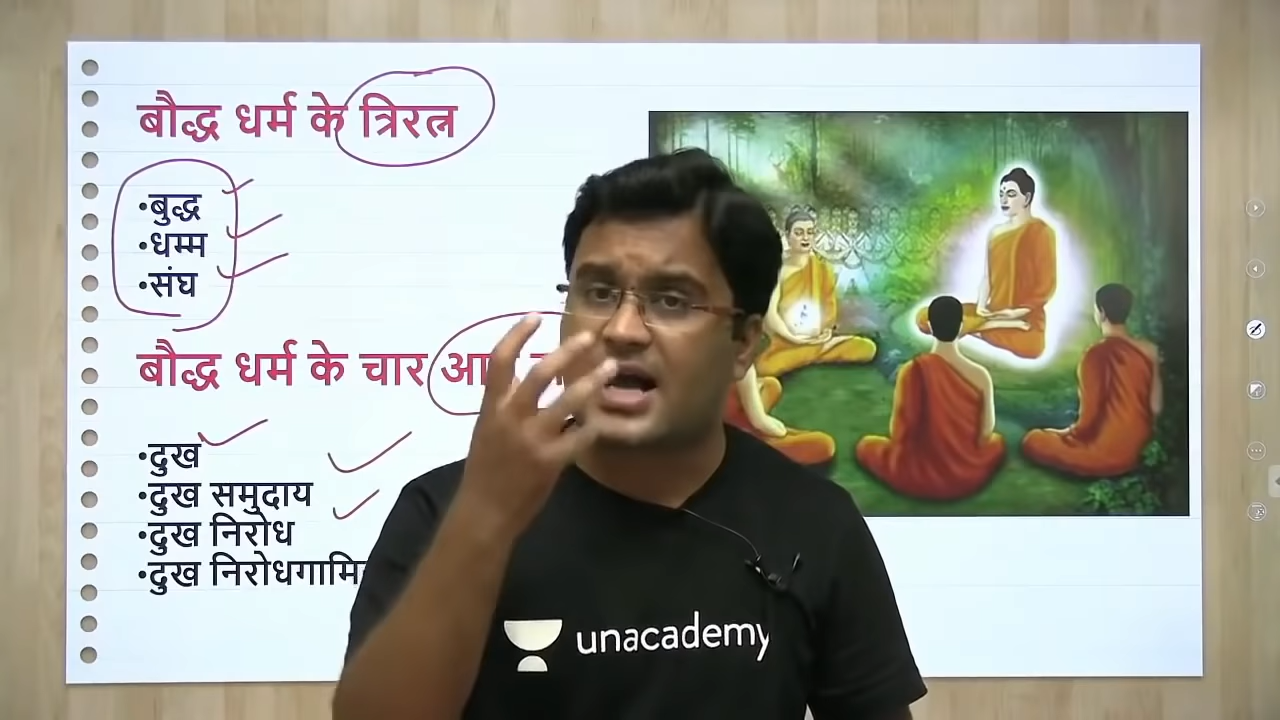 बौद्ध धर्म के त्रिरत्न
•बुद्ध
•धम्म
•संघ
बौद्ध धर्म के चार
•दुख
•दुख समुदाय
•दुख निरोध
•दुख
unacademy